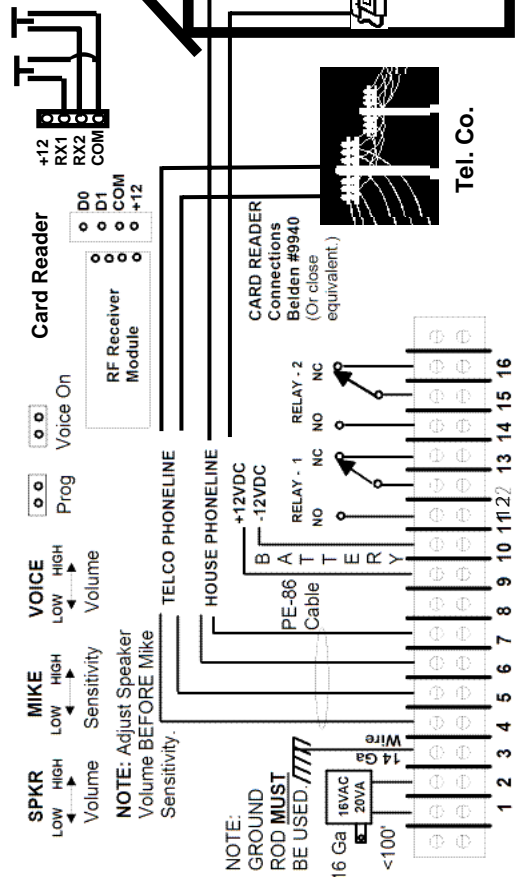 +12
RX1
RX2
COM
Card Reader
D0
D1
COM
+12
RF Receiver
Module
Voice On
Prog
SPKR
LOW HIGH
Volume
MIKE
LOW HIGH
Sensitivity
VOICE
LOW HIGH
Volume
NOTE: Adjust Speaker
Volume BEFORE Mike
Sensitivity.
TELCO PHONELINE
HOUSE PHONELINE
CARD READER
Connections
Belden #9940
(Or close
equivalent.)
Tel. Co.
+12VDC
-12VDC
BATTERY
PE-86
Cable
RELAY - 1
NO
NC
RELAY - 2
NO
NC
NOTE:
GROUND
ROD MUST
BE USED.
14 Ga
Wire
16VAC
20VA
16 Ga
<100'
1 2 3 4 5 6 7 8 9 10 11 12 13 14 15 16